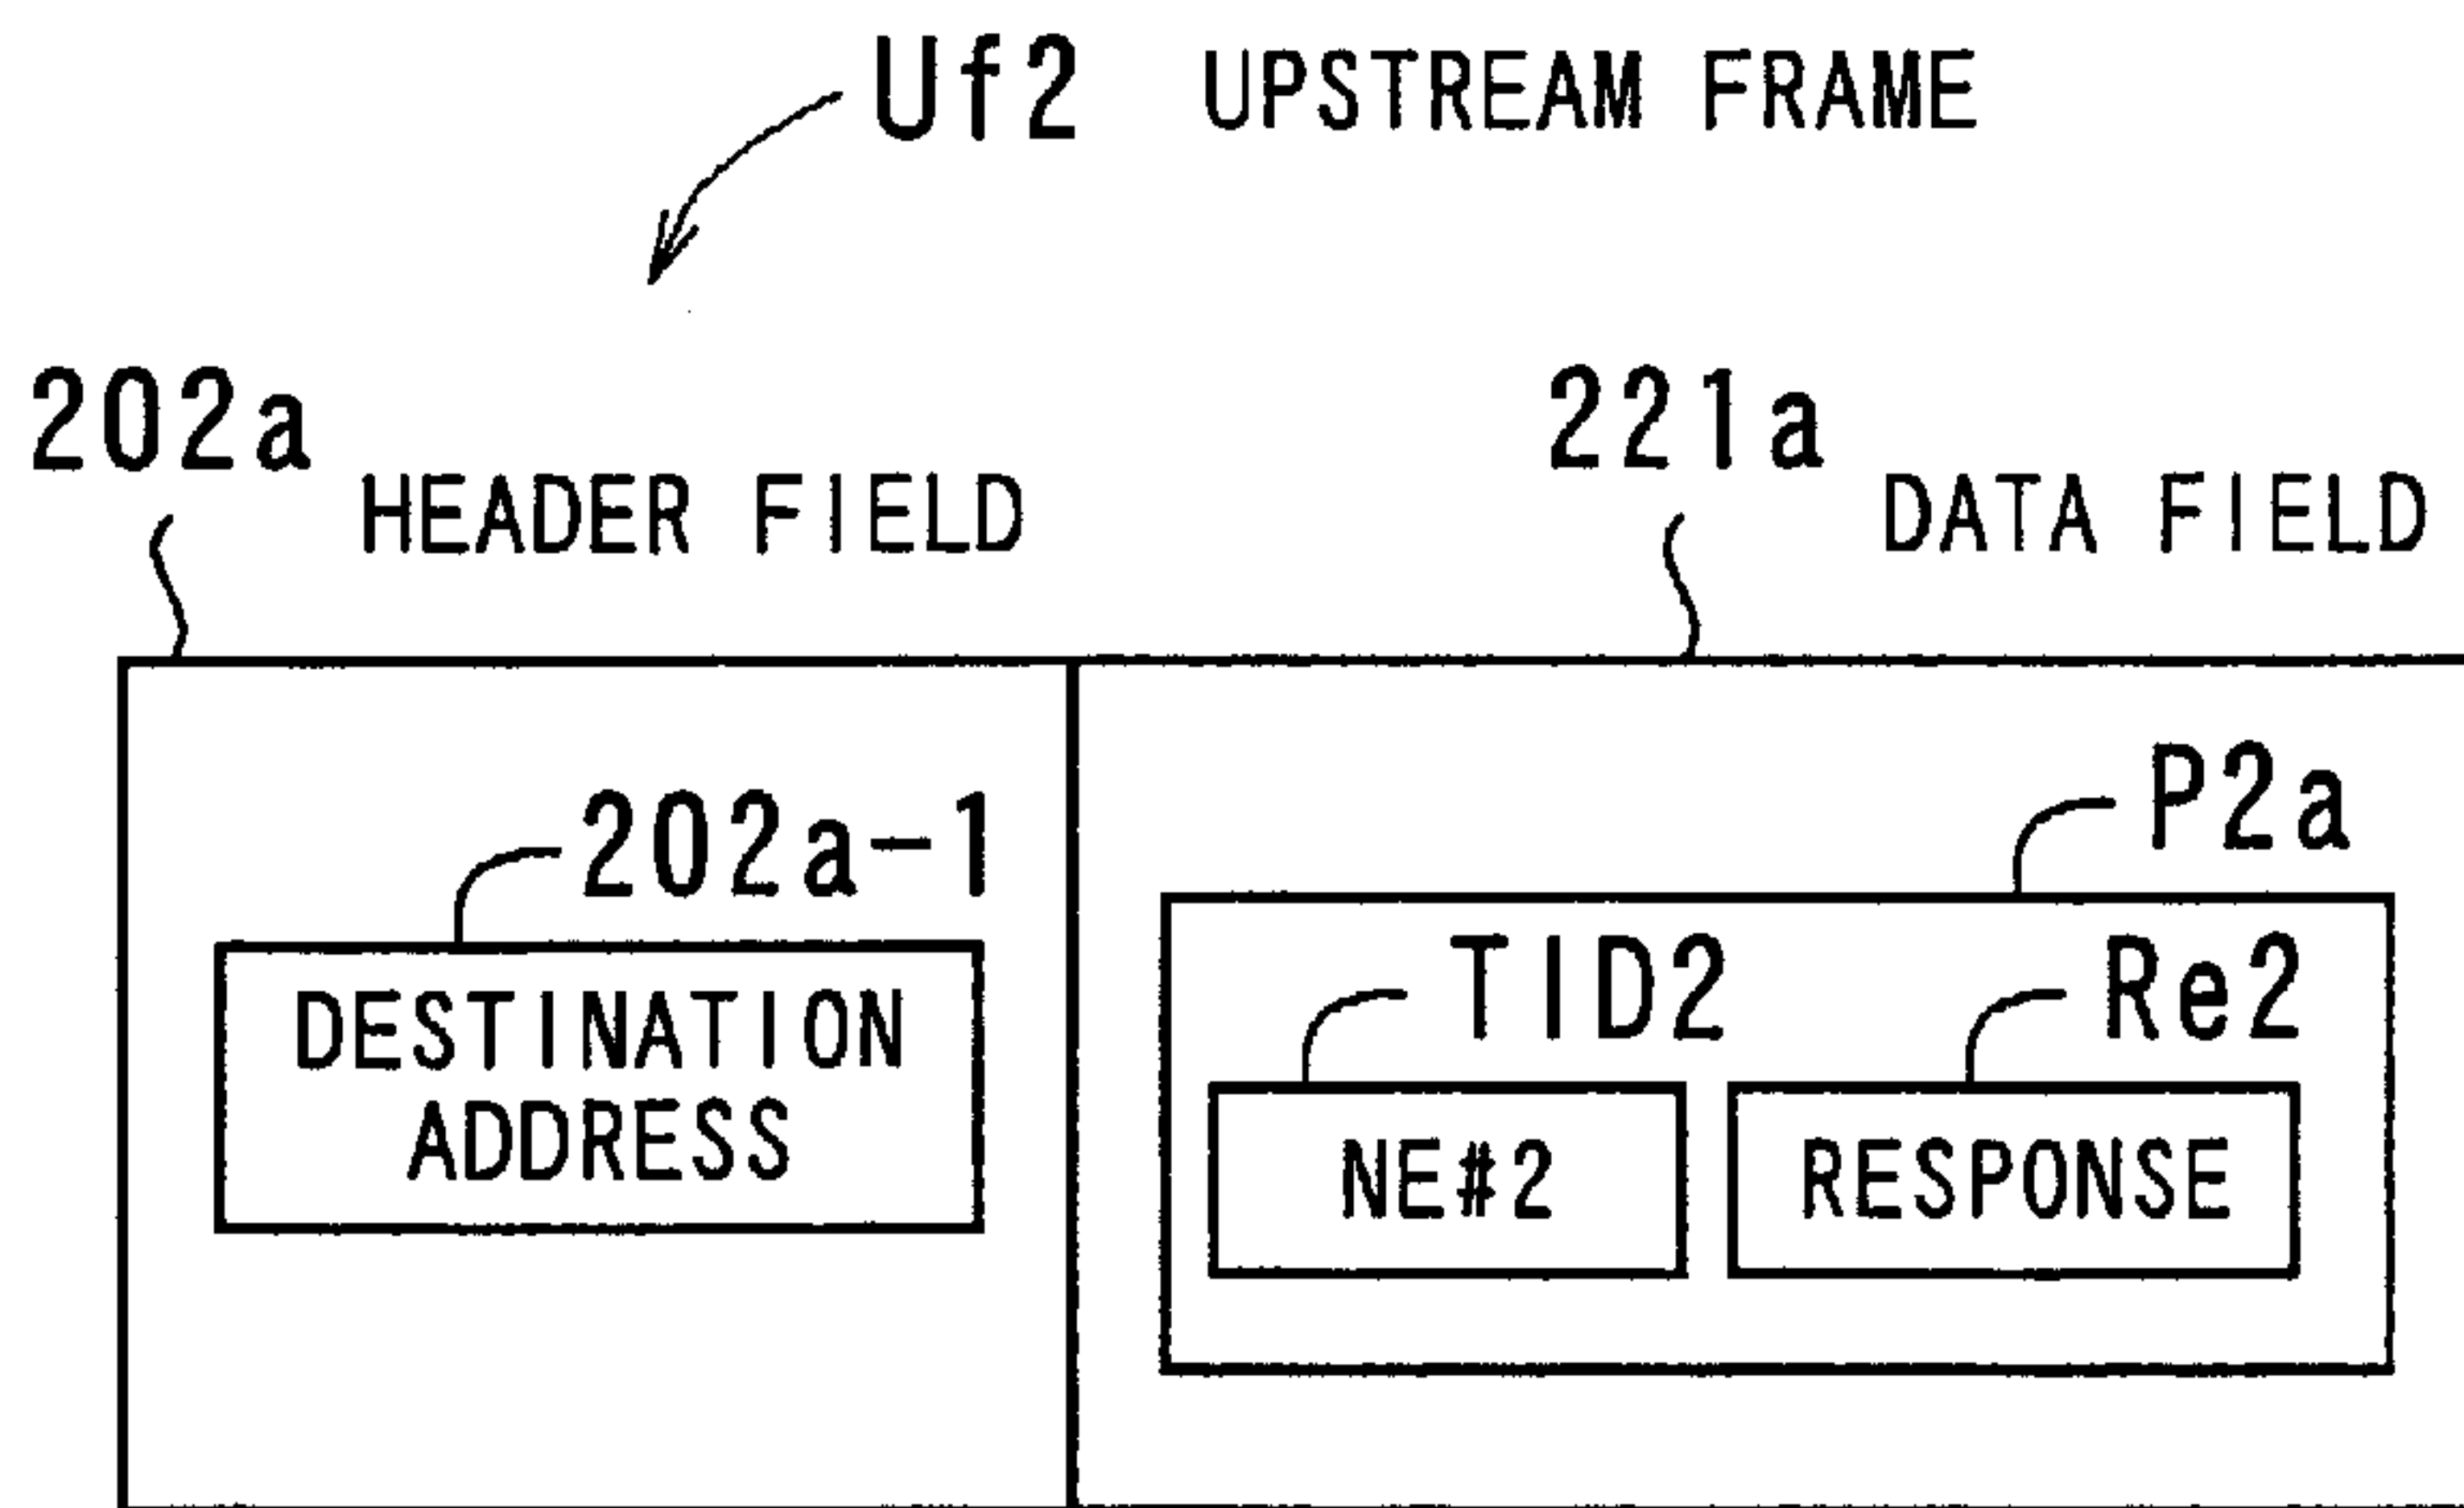 Uf2 UPSTREAM FRAME
202a HEADER FIELD
221a DATA FIELD
202a-1
DESTINATION
ADDRESS
P2a
TID2
Re2
NE#2
RESPONSE